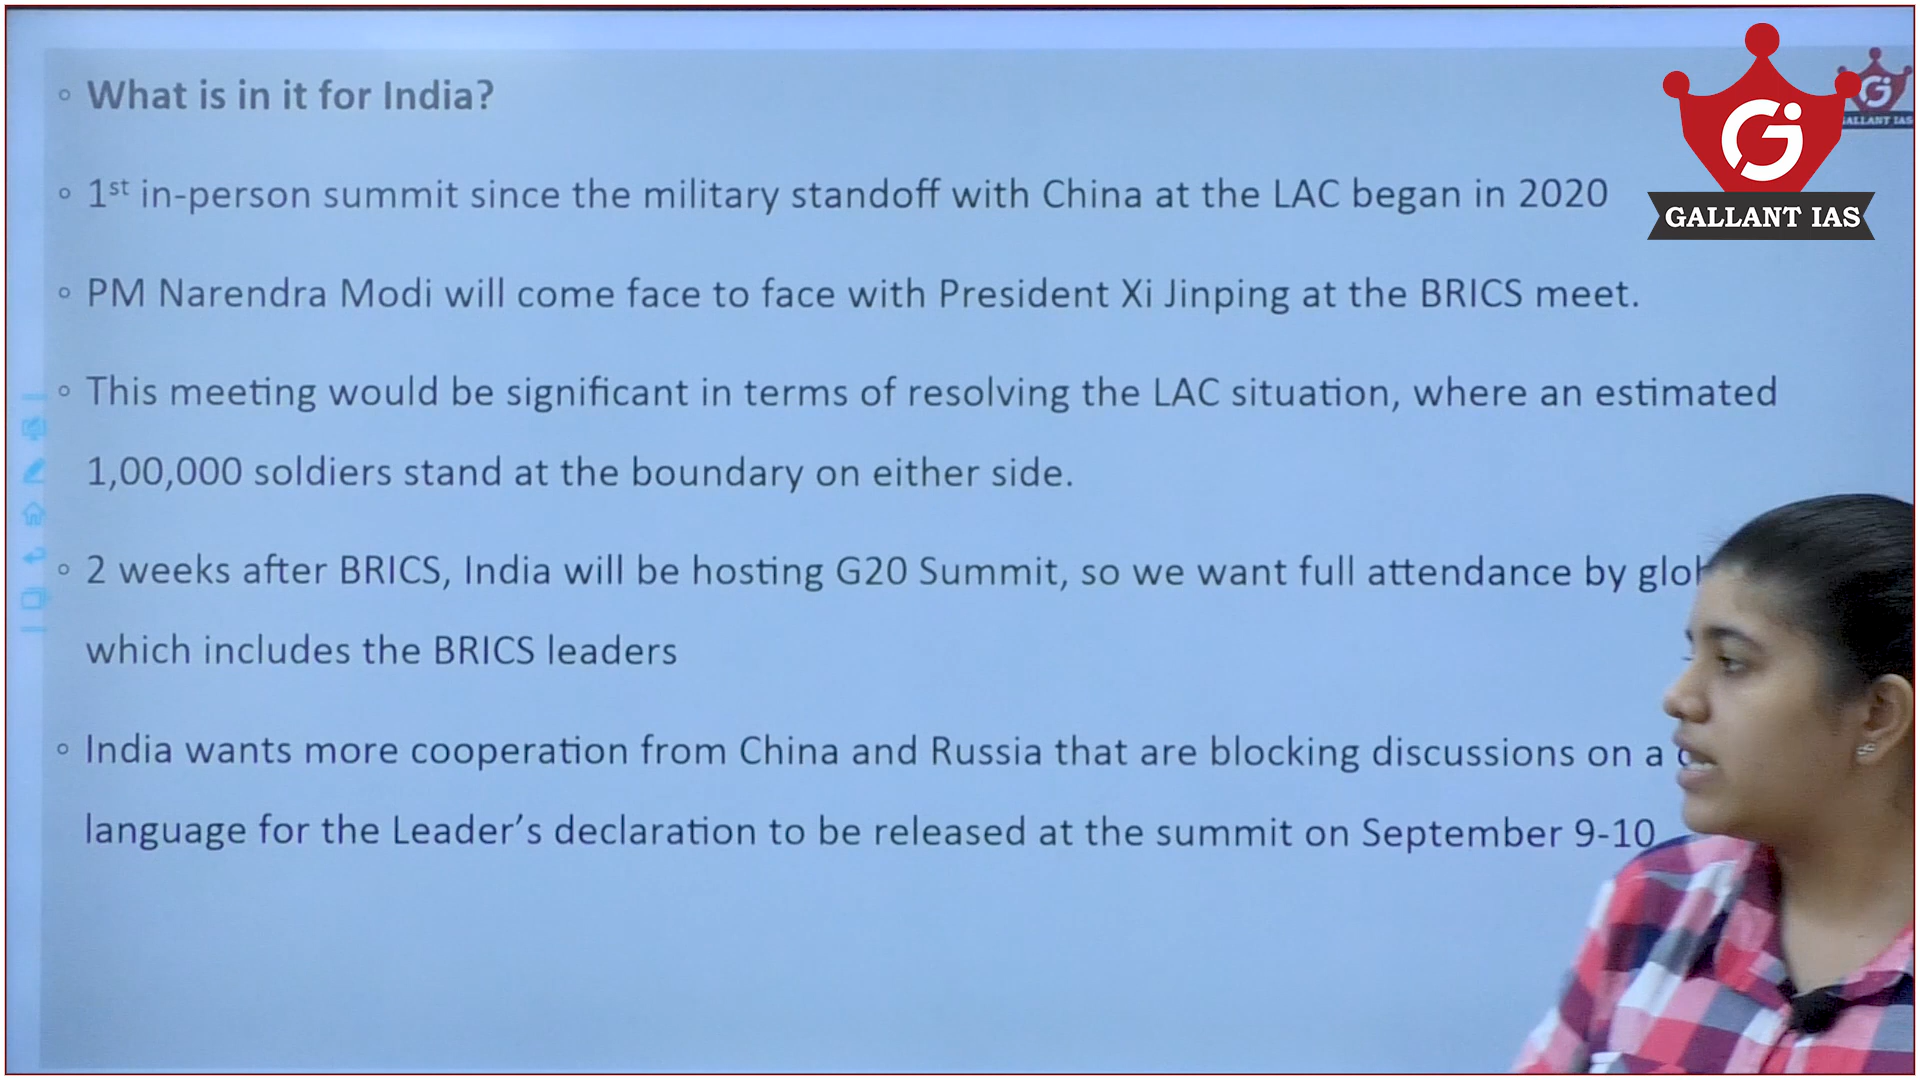 What is in it for India?
1st in-person summit since the military standoff with China at the LAC began in 2020
PM Narendra Modi will come face to face with President Xi Jinping at the BRICS meet.
This meeting would be significant in terms of resolving the LAC situation, where an estimated
1,00,000 soldiers stand at the boundary on either side.
2 weeks after BRICS, India will be hosting G20 Summit, so we want full attendance by
which includes the BRICS leaders
India wants more cooperation from China and Russia that are blocking discussions on a
language for the Leader’s declaration to be released at the summit on September 9-10
GALLANT IAS
GALLANT IAS